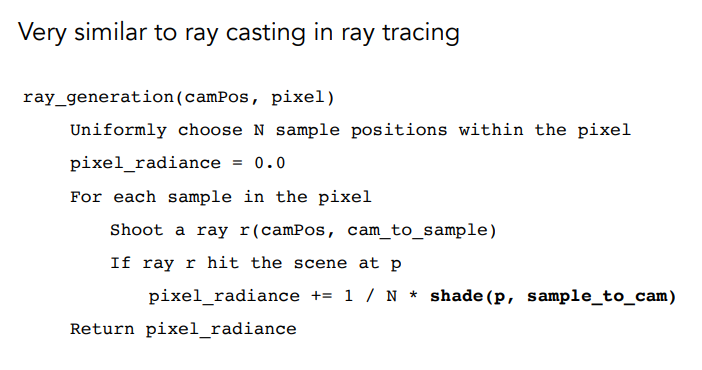 Very similar to ray casting in ray tracing
ray_generation(camPos, pixel)
Uniformly choose N sample positions within the pixel
pixel_radiance = 0.0
For each sample in the pixel
Shoot a ray r(camPos, cam_to_sample)
If ray r hit the scene at p
pixel_radiance += 1 / N * shade(p, sample_to_cam)
Return pixel_radiance